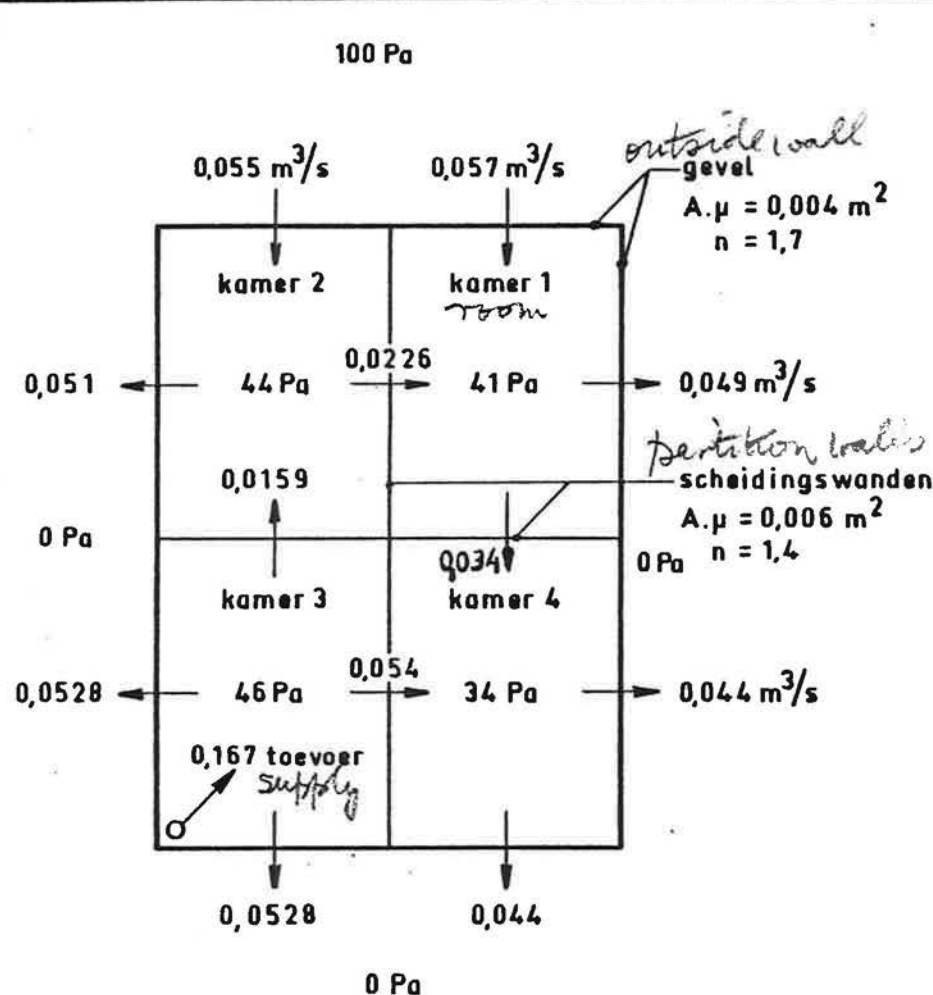 100 Pa
outside wall
0,055 m³/s
0,057 m³/s
gevel
A.µ = 0,004 m²
n = 1,7
kamer 2
kamer 1
room
0,0226
0,051
44 Pa
41 Pa
0,049 m³/s
partition walls
0,0159
scheidingswanden
A.µ = 0,006 m²
0 Pa
n = 1,4
0,034
0 Pa
kamer 3
kamer 4
0,054
0,0528
46 Pa
34 Pa
0,044 m³/s
0,167 toevoer
supply
0,0528
0,044
0 Pa